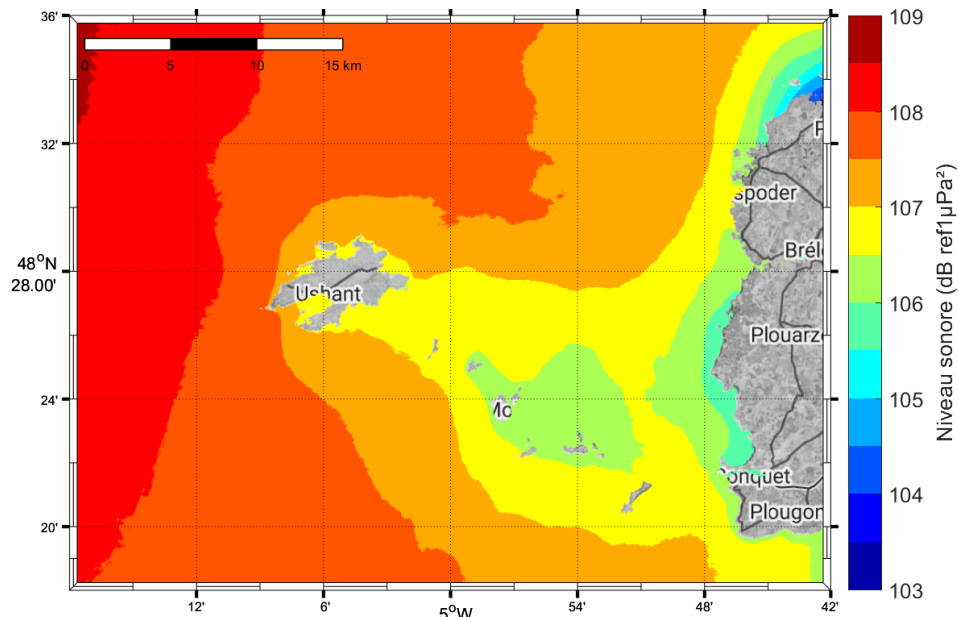 36'
109
0 5 10 15 km
108
32'
spoder
107
48°N
28.00'
Brél
Ushant
106
Plouarz
24'
Mo
105
Niveau sonore (dB ref1µPa²)
onquet
104
20'
Plougon
103
12' 6' 5°W 54' 48' 42'